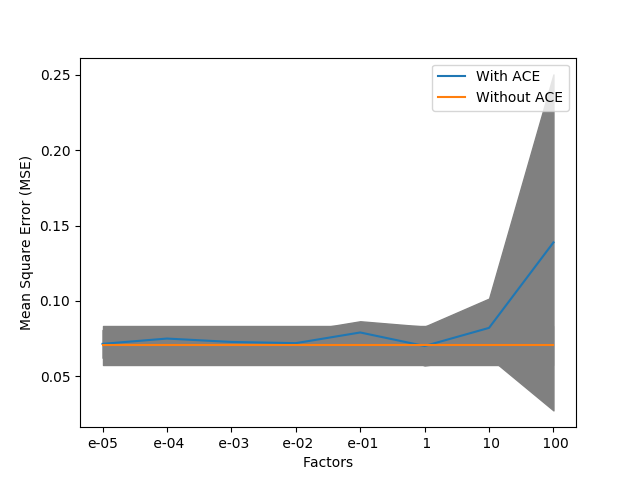 With ACE
Without ACE
0.25
0.20
0.15
0.10
0.05
Mean Square Error (MSE)
e-05 e-04 e-03 e-02 e-01 1 10 100
Factors